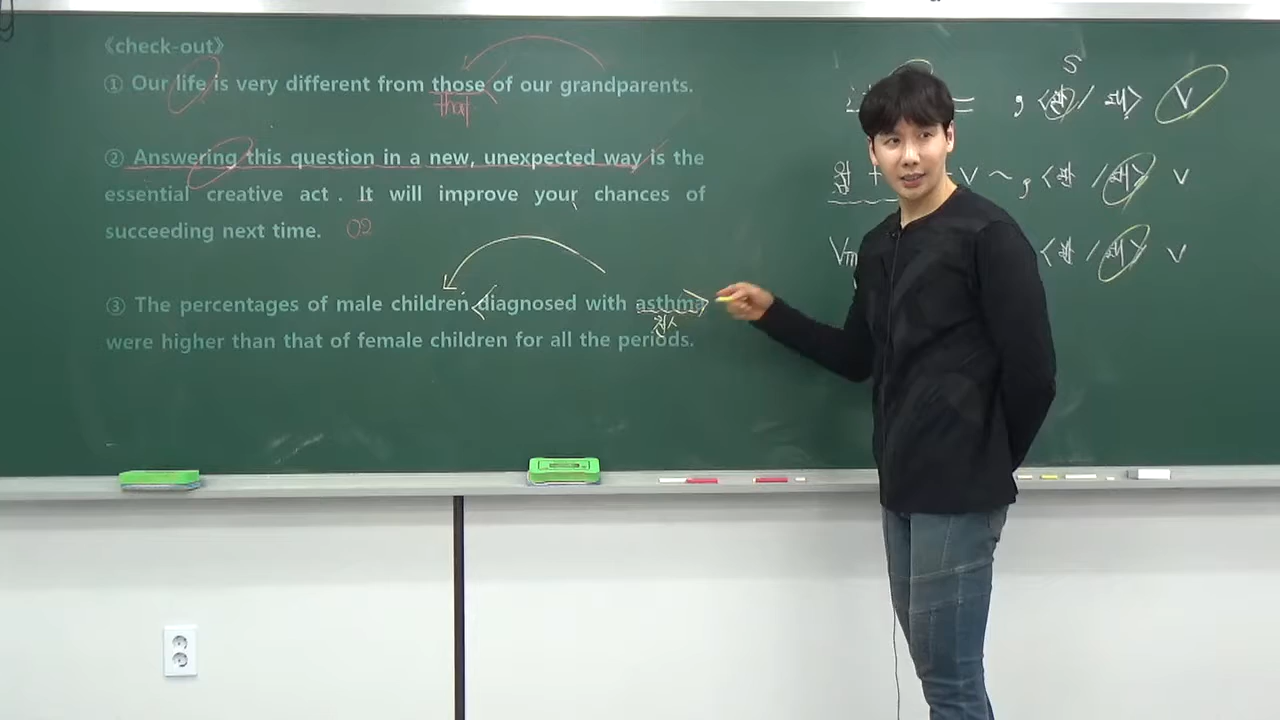 《check-out》
① Our life is very different from those of our grandparents.
that
② Answering this question in a new, unexpected way is the
essential creative act . It will improve your chances of
succeeding next time.
③ The percentages of male children diagnosed with asthma
천식
were higher than that of female children for all the periods.
S
, < / > V
V ~ , < / > V
< / > V